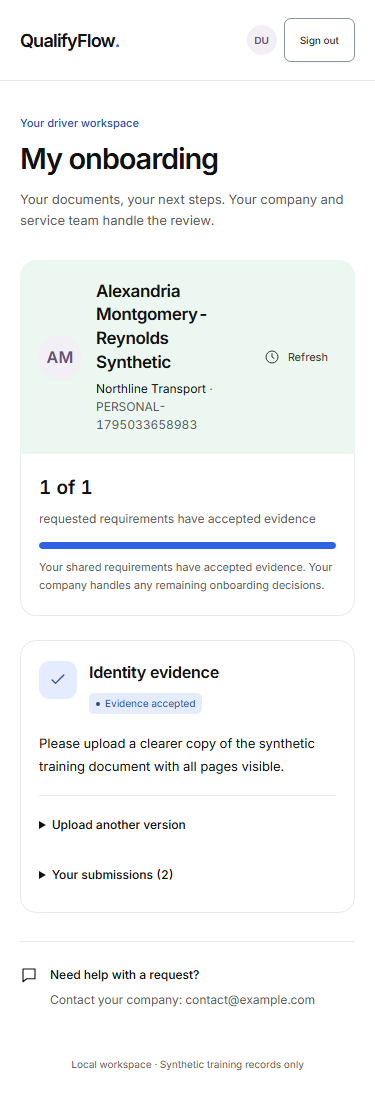 QualifyFlow.
DU
Sign out
Your driver workspace
My onboarding
Your documents, your next steps. Your company and
service team handle the review.
AM
Alexandria
Montgomery-
Reynolds
Synthetic
Northline Transport ·
PERSONAL-
1795033658983
Refresh
1 of 1
requested requirements have accepted evidence
Your shared requirements have accepted evidence. Your
company handles any remaining onboarding decisions.
Identity evidence
• Evidence accepted
Please upload a clearer copy of the synthetic
training document with all pages visible.
▶ Upload another version
▶ Your submissions (2)
Need help with a request?
Contact your company: contact@example.com
Local workspace · Synthetic training records only